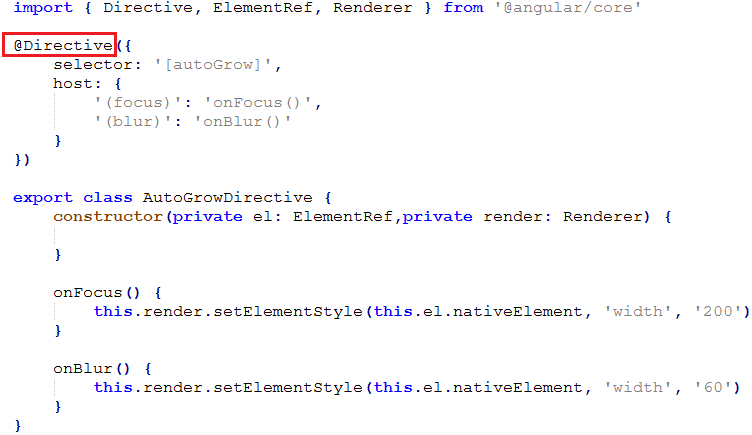 import { Directive, ElementRef, Renderer } from '@angular/core'
@Directive({
    selector: '[autoGrow]',
    host: {
        '(focus)': 'onFocus()',
        '(blur)': 'onBlur()'
    }
})
export class AutoGrowDirective {
    constructor(private el: ElementRef,private render: Renderer) {
    }
    onFocus() {
        this.render.setElementStyle(this.el.nativeElement, 'width', '200')
    }
    onBlur() {
        this.render.setElementStyle(this.el.nativeElement, 'width', '60')
    }
}